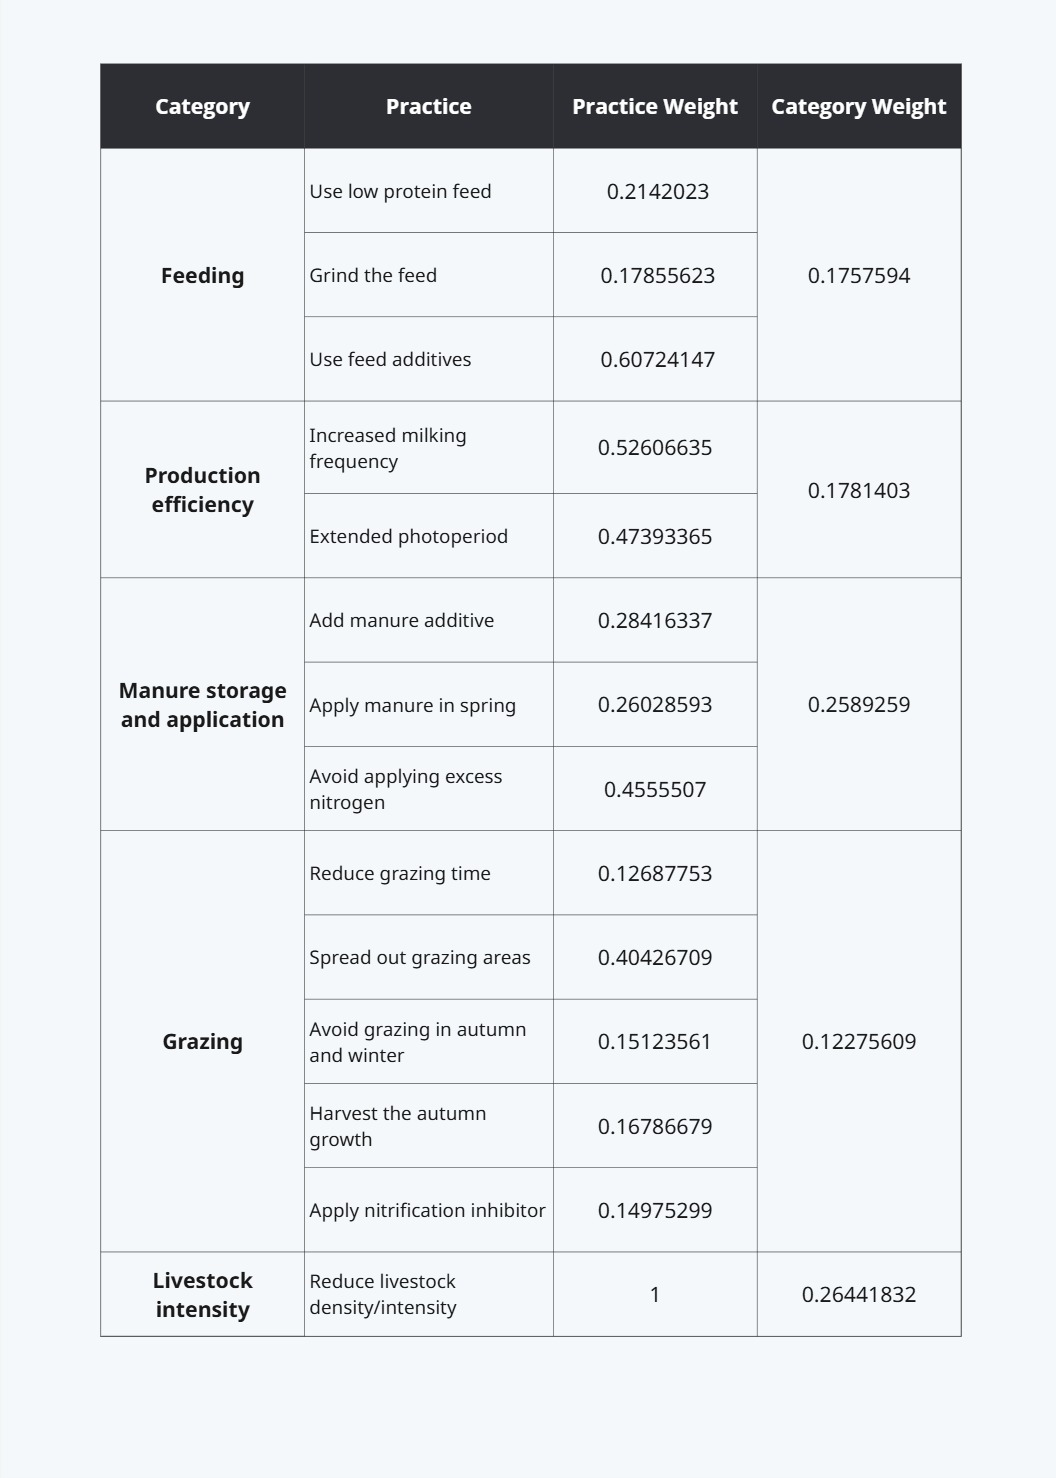 Category Practice Practice Weight Category Weight
Feeding
Use low protein feed 0.2142023
Grind the feed 0.17855623
Use feed additives 0.60724147
0.1757594
Production
efficiency
Increased milking
frequency
0.52606635
Extended photoperiod 0.47393365
0.1781403
Manure storage
and application
Add manure additive 0.28416337
Apply manure in spring 0.26028593
Avoid applying excess
nitrogen
0.4555507
0.2589259
Grazing
Reduce grazing time 0.12687753
Spread out grazing areas 0.40426709
Avoid grazing in autumn
and winter
0.15123561
Harvest the autumn
growth
0.16786679
Apply nitrification inhibitor 0.14975299
0.12275609
Livestock
intensity
Reduce livestock
density/intensity
1
0.26441832